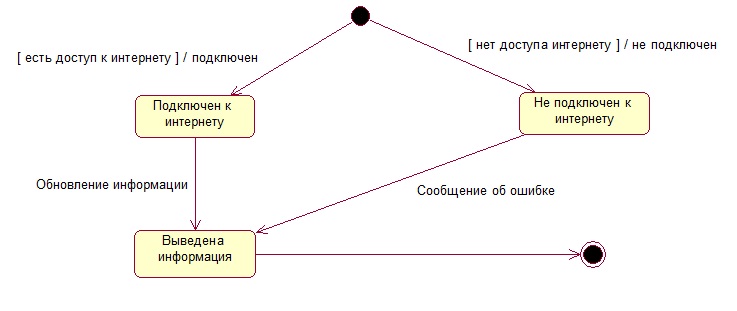 [ есть доступ к интернету ] / подключен
[ нет доступа интернету ] / не подключен
Подключен к
интернету
Не подключен к
интернету
Обновление информации
Сообщение об ошибке
Выведена
информация